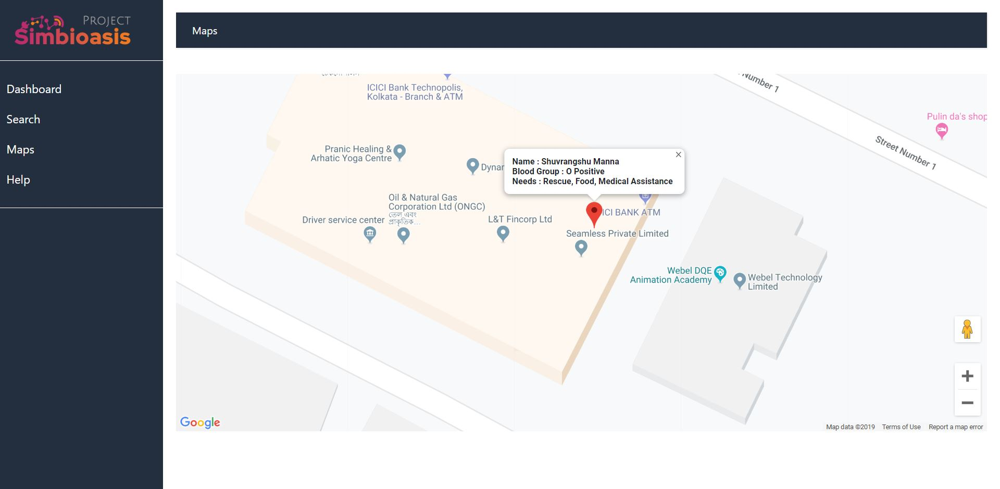 PROJECT
Simbioasis
Dashboard
Search
Maps
Help
Maps
ICICI Bank Technopolis,
Kolkata - Branch & ATM
Number 1
Pulin da's shop
Street Number 1
Pranic Healing &
Arhatic Yoga Centre
Name : Shuvrangshu Manna
Blood Group : O Positive
Needs : Rescue, Food, Medical Assistance
Oil & Natural Gas
Corporation Ltd (ONGC)
তেল এবং
প্রাকৃতিক...
Driver service center
L&T Fincorp Ltd
BANK ATM
Seamless Private Limited
Webel DQE
Animation Academy
Webel Technology
Limited
Google
Map data ©2019 Terms of Use Report a map error